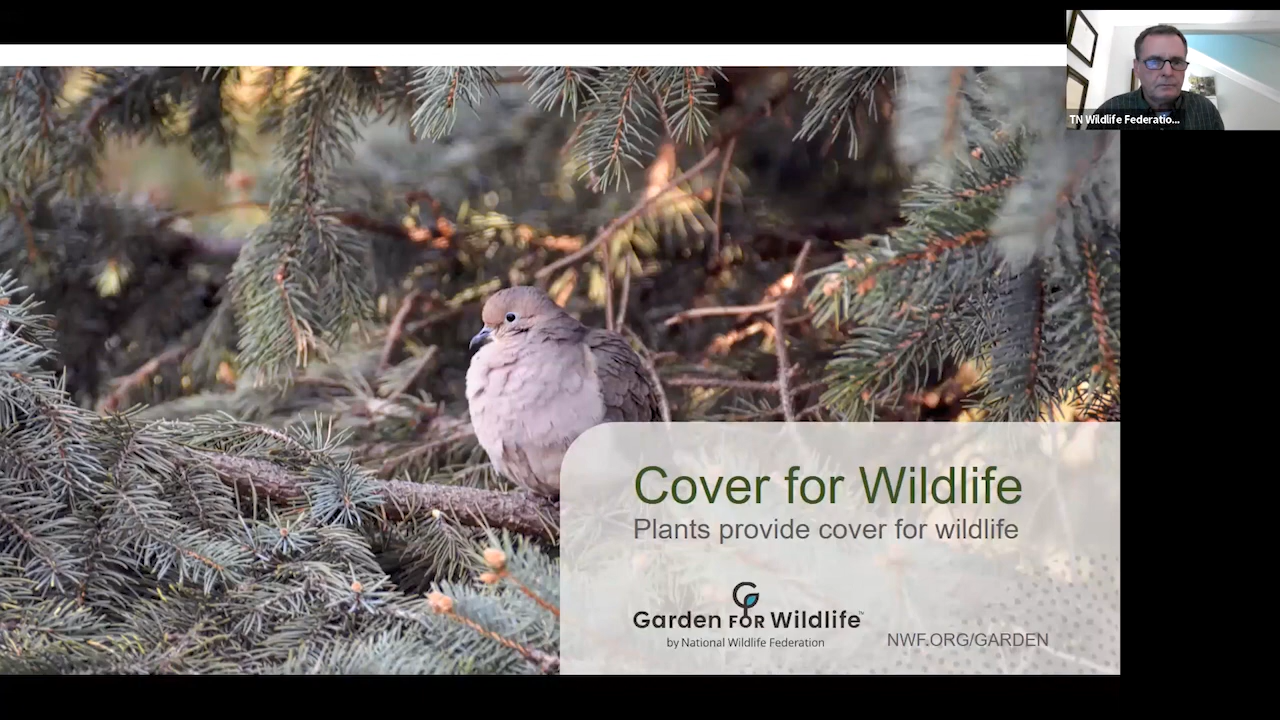 TN Wildlife Federatio...
Cover for Wildlife
Plants provide cover for wildlife
Garden FOR Wildlife™
by National Wildlife Federation
NWF.ORG/GARDEN